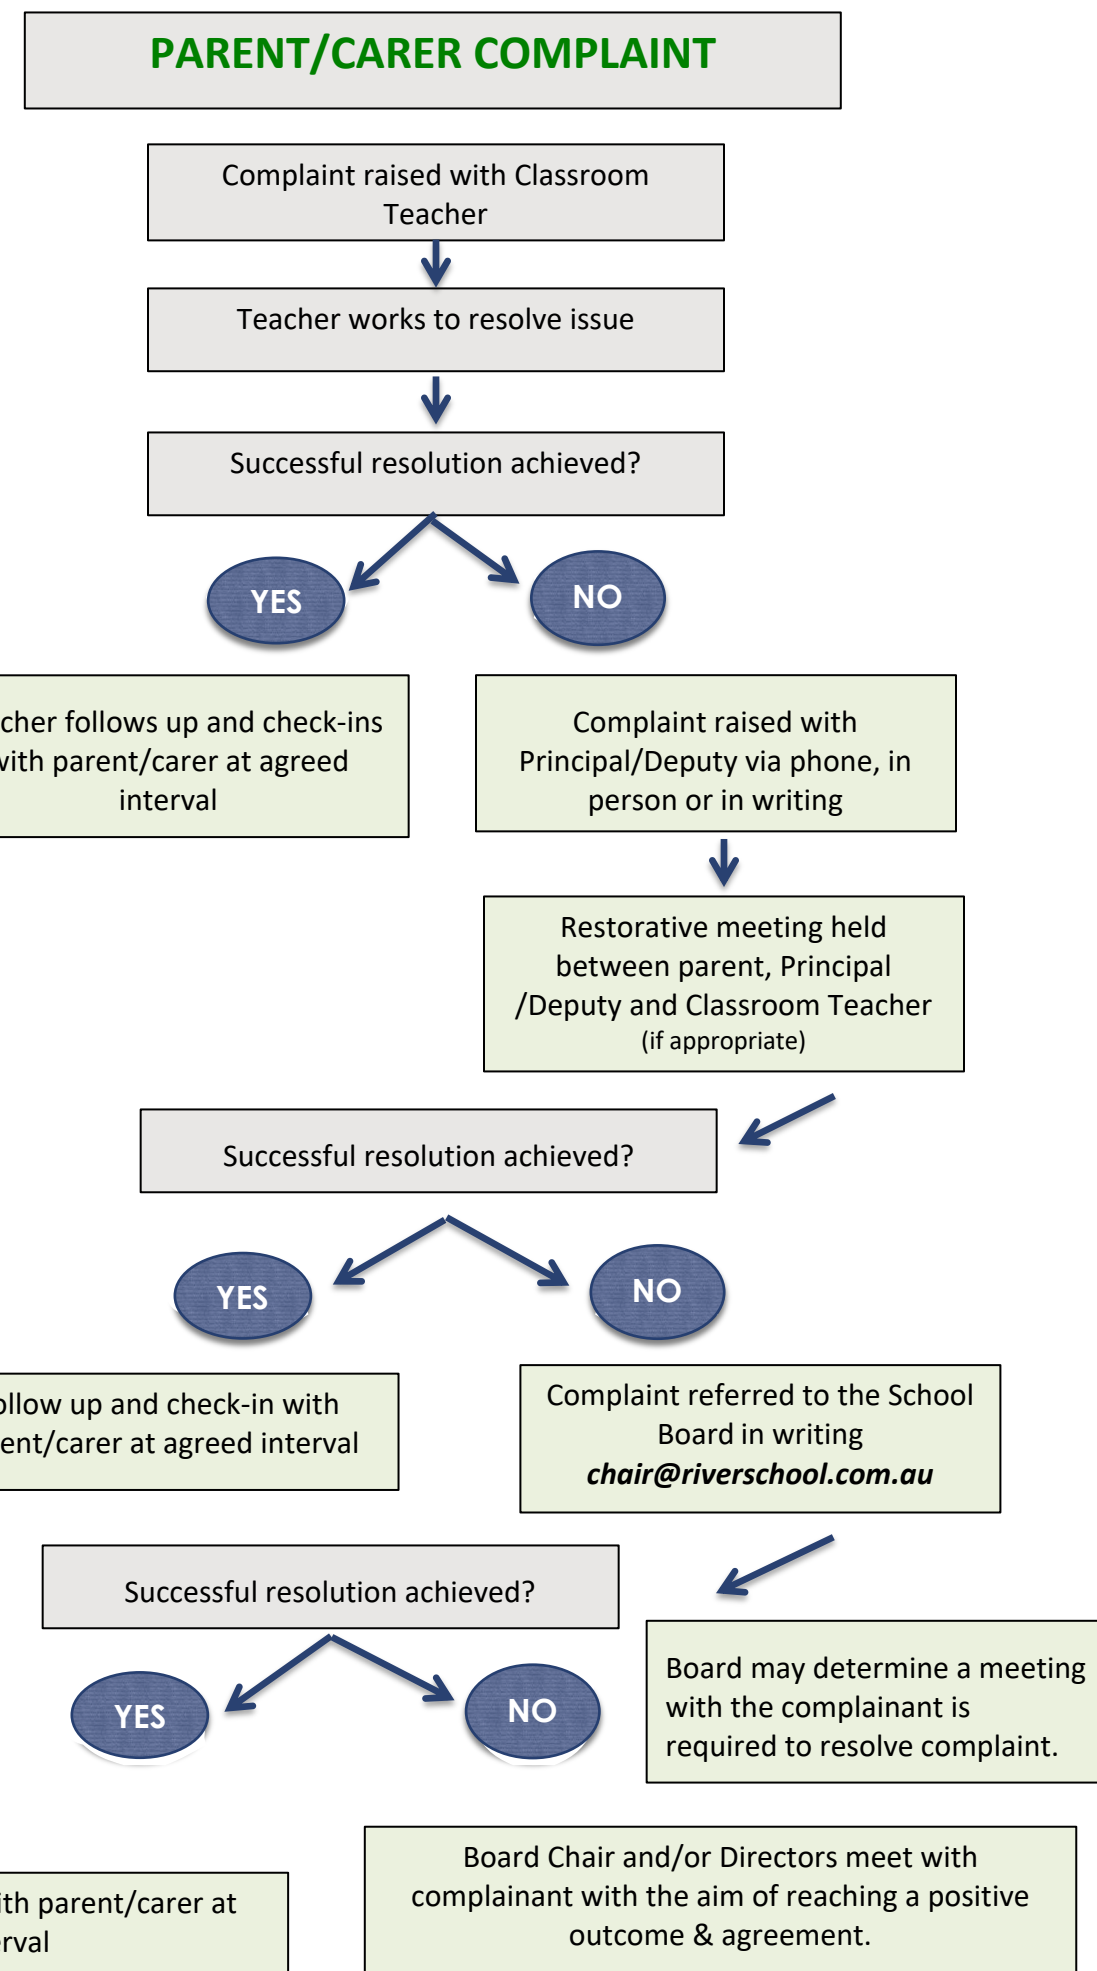 PARENT/CARER COMPLAINT
Complaint raised with Classroom
Teacher
Teacher works to resolve issue
Successful resolution achieved?
YES
NO
cher follows up and check-ins
with parent/carer at agreed
interval
Complaint raised with
Principal/Deputy via phone, in
person or in writing
Restorative meeting held
between parent, Principal
/Deputy and Classroom Teacher
(if appropriate)
Successful resolution achieved?
YES
NO
ollow up and check-in with
ent/carer at agreed interval
Complaint referred to the School
Board in writing
chair@riverschool.com.au
Successful resolution achieved?
YES
NO
Board may determine a meeting
with the complainant is
required to resolve complaint.
ith parent/carer at
erval
Board Chair and/or Directors meet with
complainant with the aim of reaching a positive
outcome & agreement.